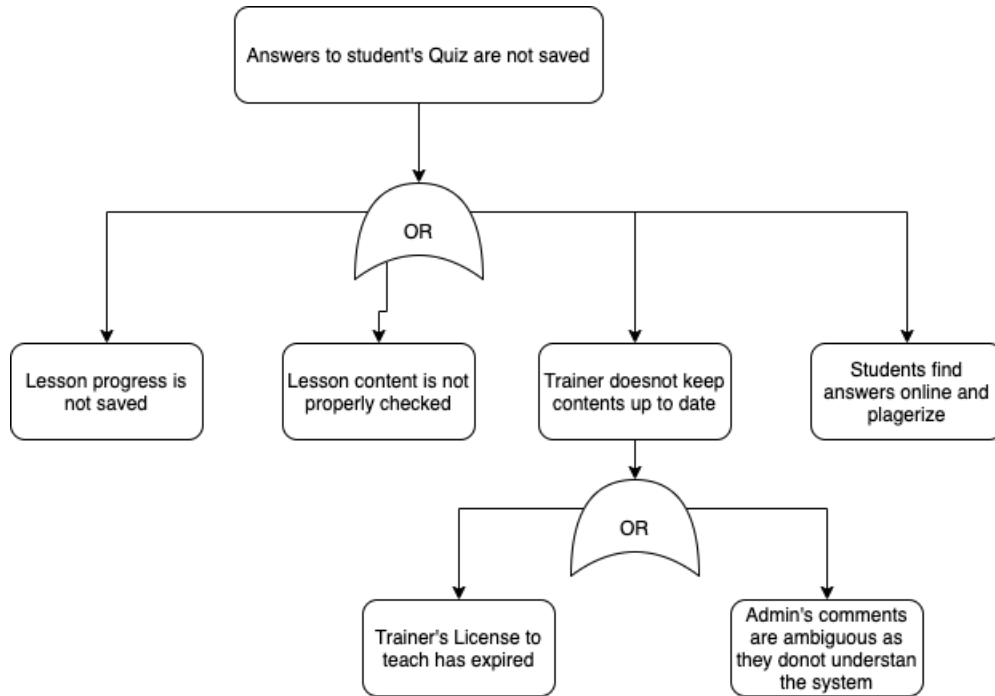 Answers to student's Quiz are not saved
OR
Lesson progress is
not saved
Lesson content is not
properly checked
Trainer doesnot keep
contents up to date
Students find
answers online and
plagerize
OR
Trainer's License to
teach has expired
Admin's comments
are ambiguous as
they donot understan
the system